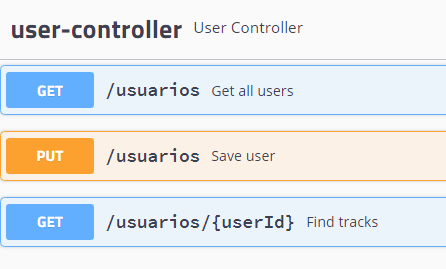 user-controller User Controller
GET /usuarios Get all users
PUT /usuarios Save user
GET /usuarios/{userId} Find tracks